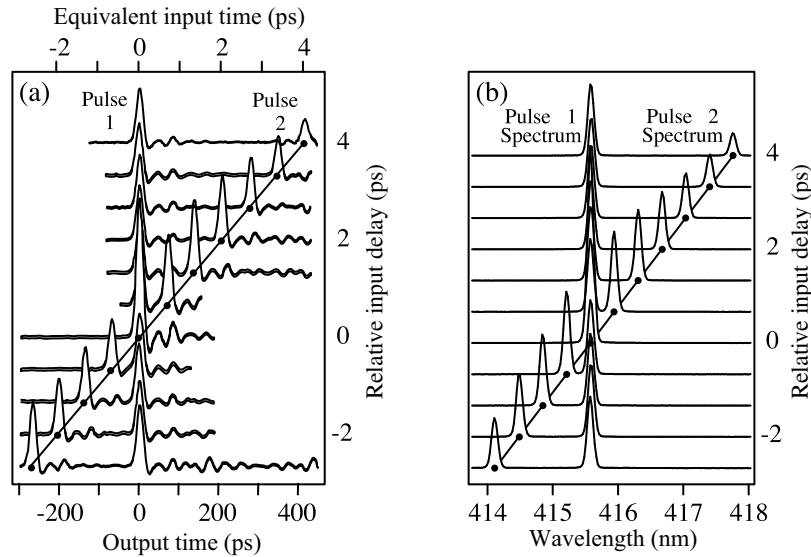 Equivalent input time (ps)
-2 0 2 4
(a)
Pulse 1
Pulse 2
4
2
0
-2
Relative input delay (ps)
-200 0 200 400
Output time (ps)
(b)
Pulse 1 Spectrum
Pulse 2 Spectrum
4
2
0
-2
Relative input delay (ps)
414 415 416 417 418
Wavelength (nm)